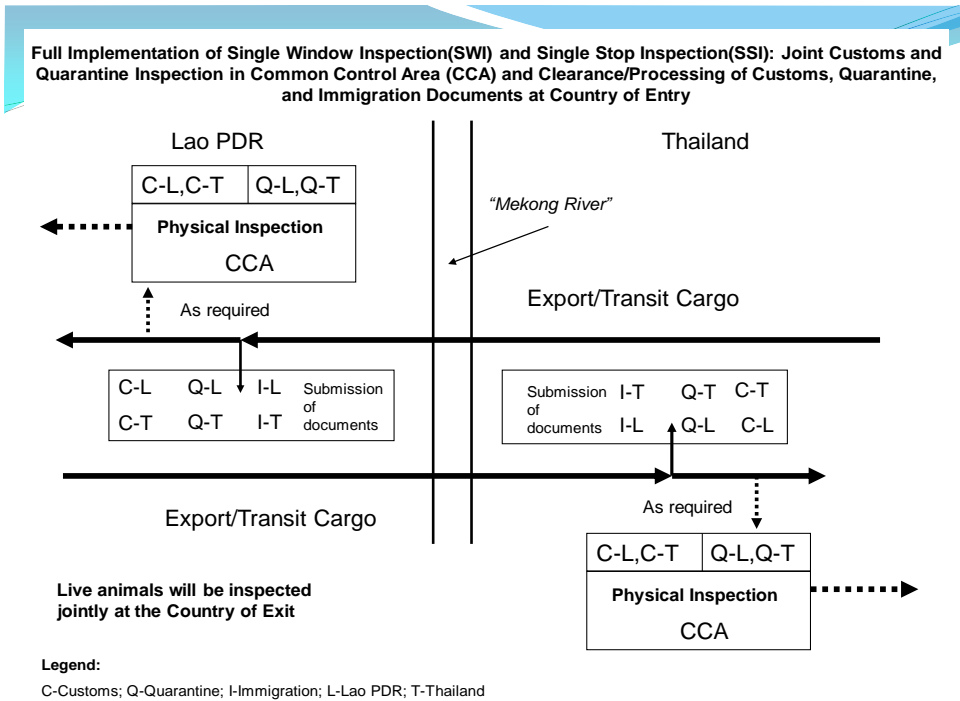 Full Implementation of Single Window Inspection(SWI) and Single Stop Inspection(SSI): Joint Customs and
Quarantine Inspection in Common Control Area (CCA) and Clearance/Processing of Customs, Quarantine,
and Immigration Documents at Country of Entry
Lao PDR
Thailand
C-L,C-T Q-L,Q-T
Physical Inspection
CCA
“Mekong River”
As required
Export/Transit Cargo
C-L Q-L I-L
C-T Q-T I-T
Submission
of
documents
Submission
of
documents
I-T Q-T C-T
I-L Q-L C-L
Export/Transit Cargo
As required
C-L,C-T Q-L,Q-T
Physical Inspection
CCA
Live animals will be inspected
jointly at the Country of Exit
Legend:
C-Customs; Q-Quarantine; I-Immigration; L-Lao PDR; T-Thailand